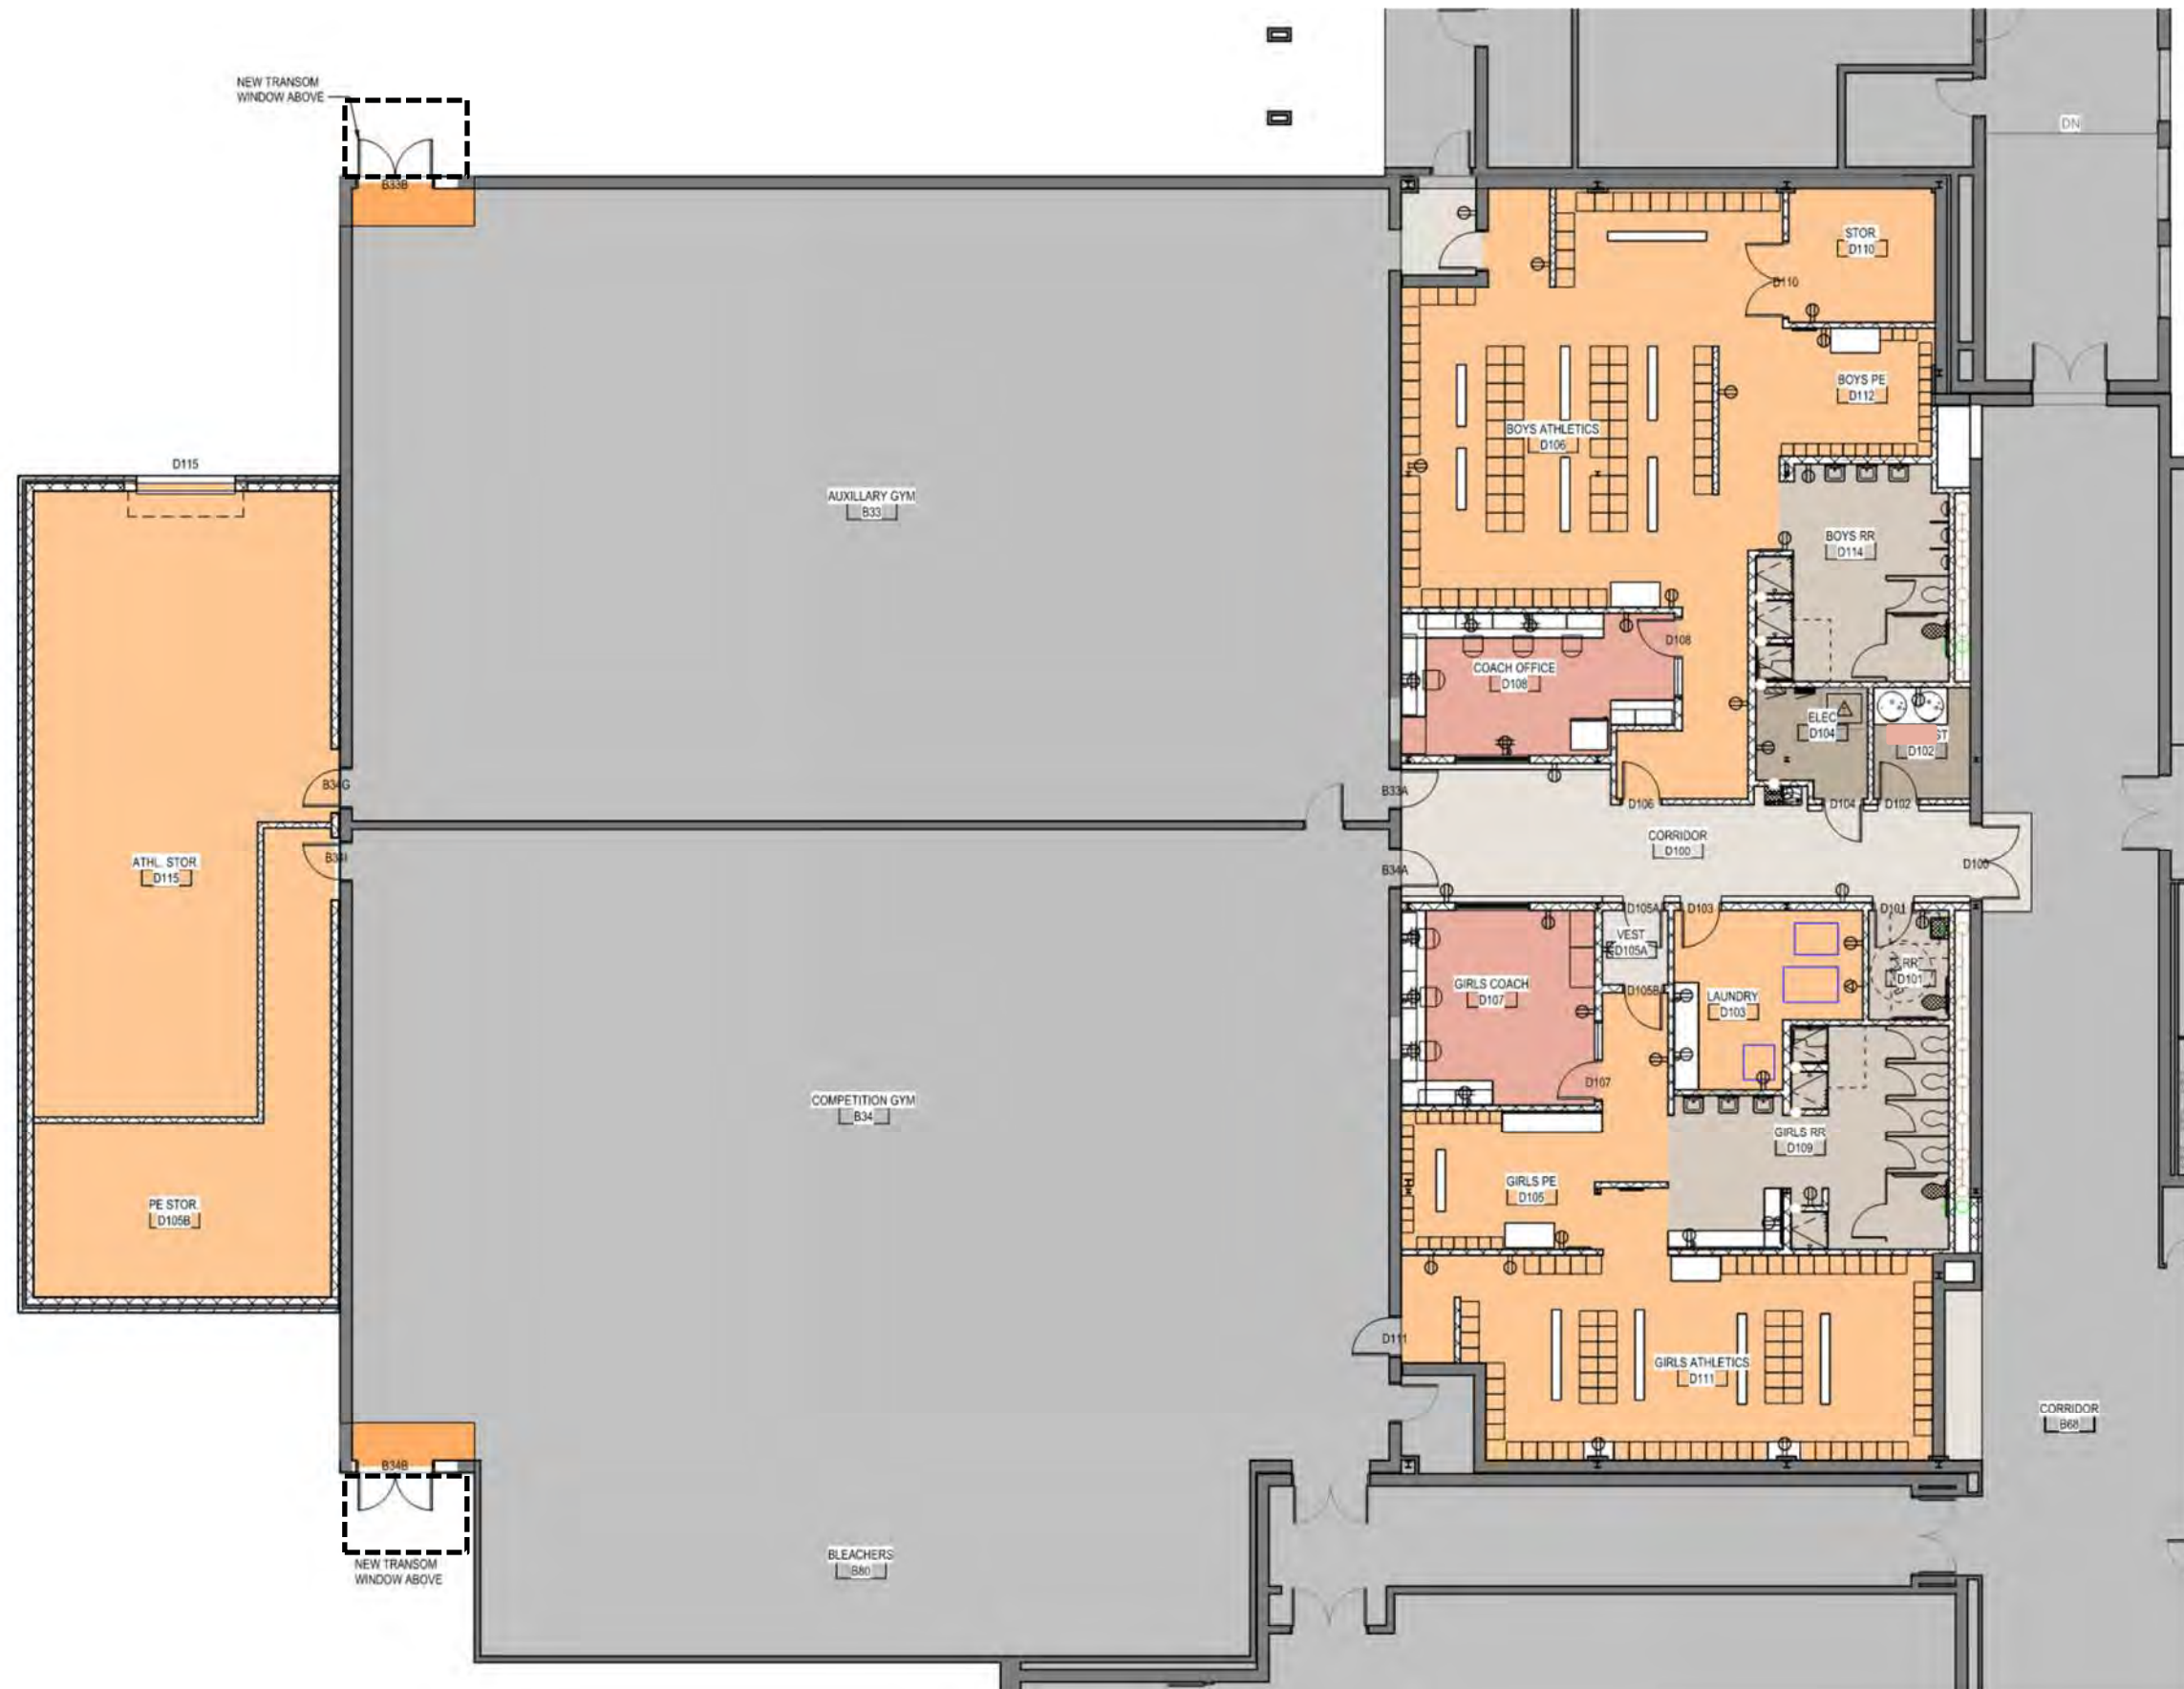 NEW TRANSOM
WINDOW ABOVE
B33B
DN
STOR.
D110
D110
BOYS PE
D112
BOYS ATHLETICS
D106
D115
AUXILLARY GYM
B33
BOYS RR
D114
D108
COACH OFFICE
D108
ELEC
D104
ST
D102
B34G
B33A
D106
D104
D102
CORRIDOR
D100
D100
B34I
ATHL. STOR.
D115
B34A
D105A
D103
D101
VEST
D105A
RR
D101
GIRLS COACH
D107
D105B
LAUNDRY
D103
D107
COMPETITION GYM
B34
GIRLS RR
D109
GIRLS PE
D105
PE STOR.
D105B
D111
GIRLS ATHLETICS
D111
CORRIDOR
B68
B34B
BLEACHERS
B80
NEW TRANSOM
WINDOW ABOVE